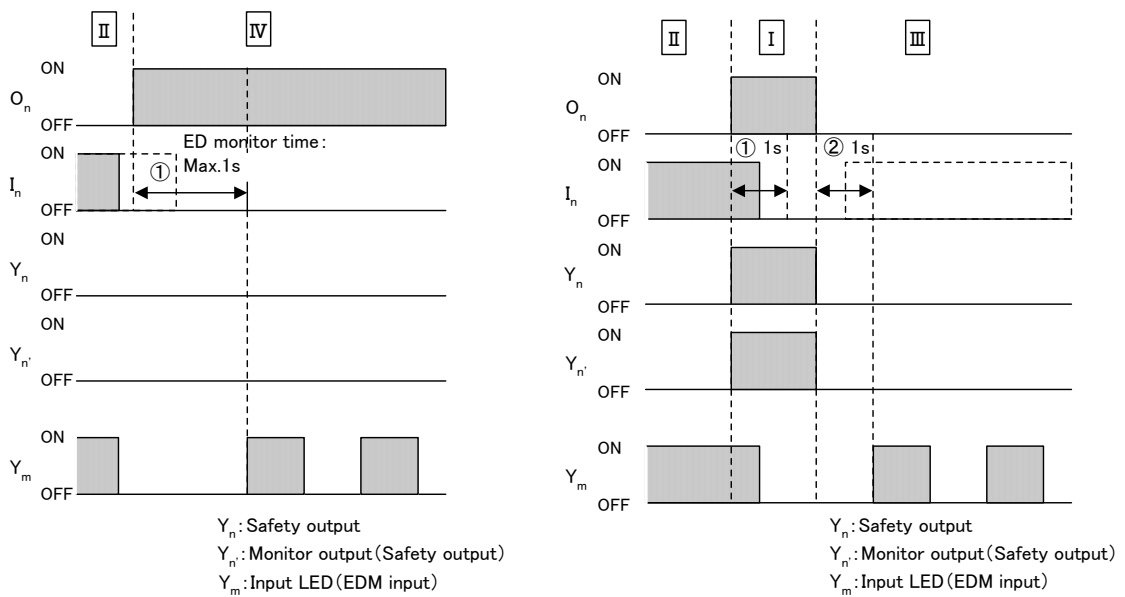 Ⅱ
Ⅳ
ON
Oₙ
OFF
ED monitor time:
Max.1s
ON
①
Iₙ
OFF
ON
Yₙ
OFF
ON
Yₙ'
OFF
ON
Yₘ
OFF
Yₙ: Safety output
Yₙ': Monitor output(Safety output)
Yₘ: Input LED(EDM input)
Ⅱ
Ⅰ
Ⅲ
ON
Oₙ
OFF
① 1s
② 1s
ON
Iₙ
OFF
ON
Yₙ
OFF
ON
Yₙ'
OFF
ON
Yₘ
OFF
Yₙ: Safety output
Yₙ': Monitor output(Safety output)
Yₘ: Input LED(EDM input)